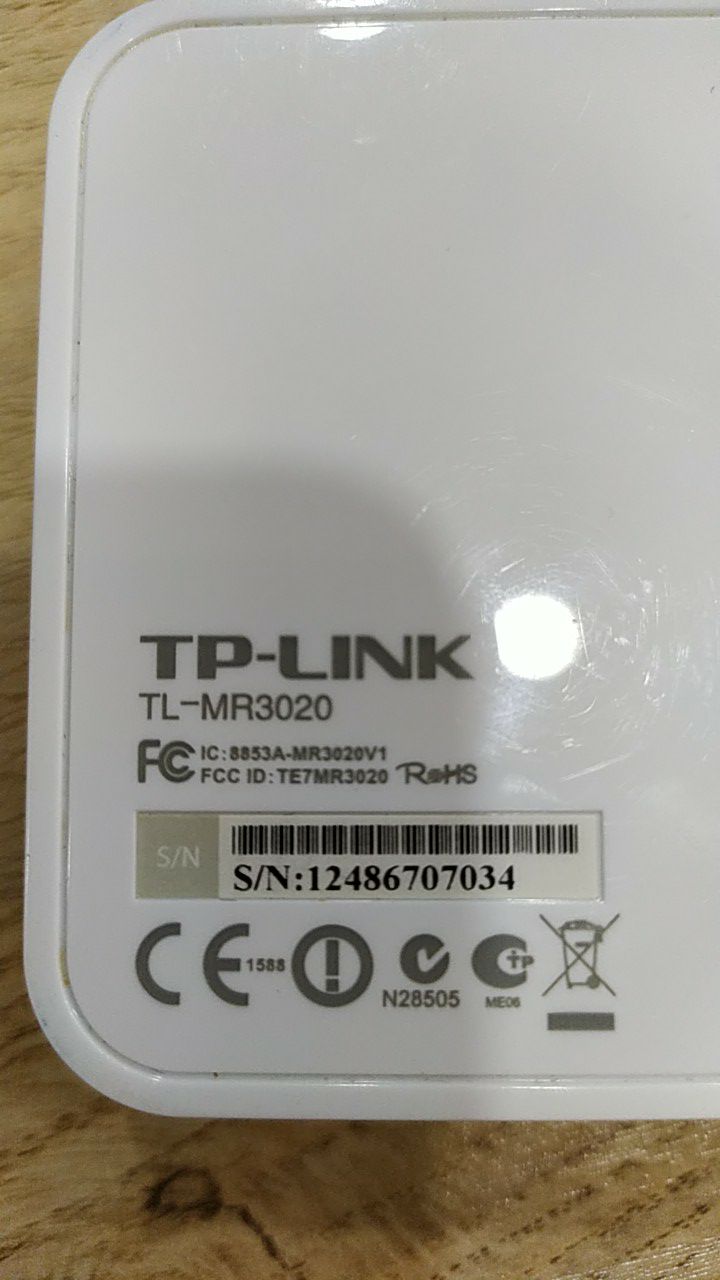 TP-LINK
TL-MR3020
FC IC: 8853A-MR3020V1
FCC ID: TE7MR3020 RoHS
S/N
S/N:12486707034
CE 1588
N28505
ME06